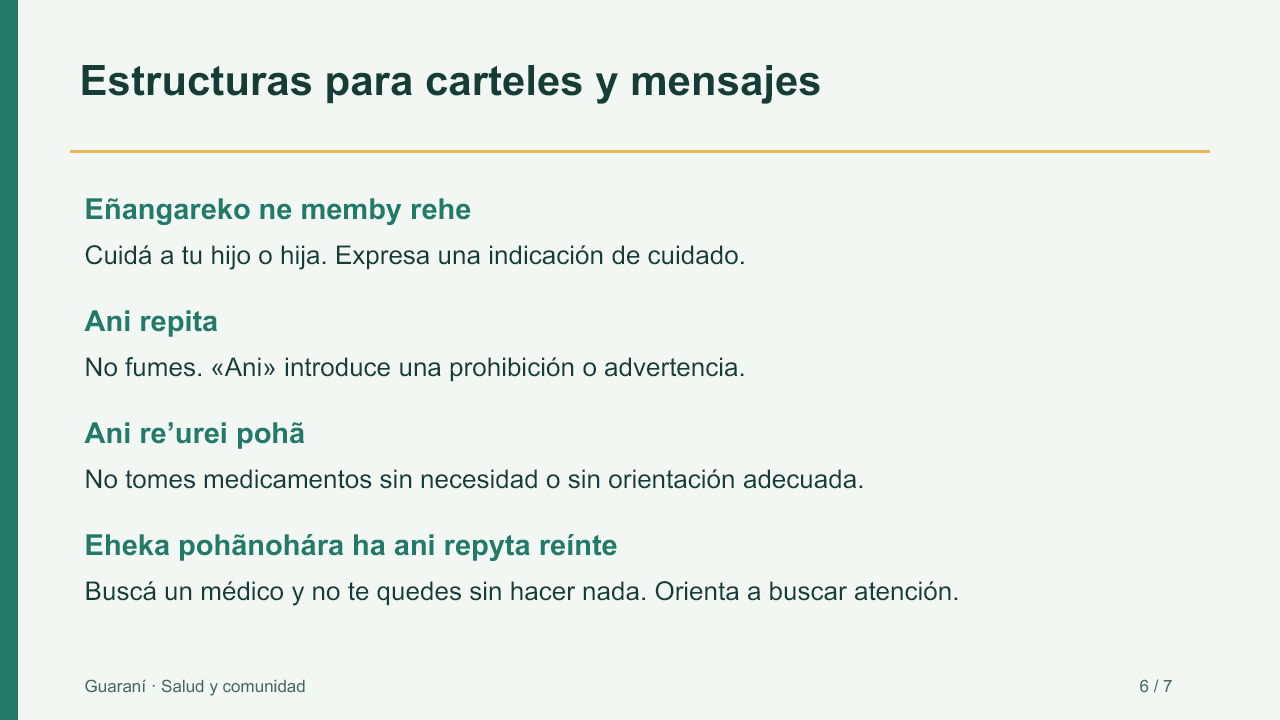 Estructuras para carteles y mensajes
Eñangareko ne memby rehe
Cuidá a tu hijo o hija. Expresa una indicación de cuidado.
Ani repita
No fumes. «Ani» introduce una prohibición o advertencia.
Ani re’urei pohã
No tomes medicamentos sin necesidad o sin orientación adecuada.
Eheka pohãnohára ha ani repyta reínte
Buscá un médico y no te quedes sin hacer nada. Orienta a buscar atención.
Guaraní · Salud y comunidad
6 / 7